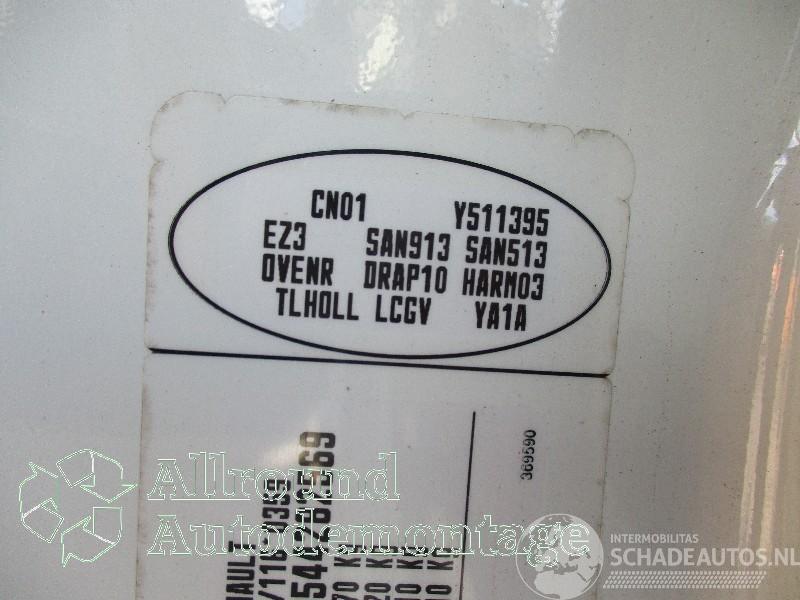 CN01 Y511395
EZ3 SAN913 SAN513
OVENR DRAP10 HARM03
TLHOLL LCGV YA1A
369590
Allround
Autodemontage
INTERMOBILITAS
SCHADEAUTOS.NL